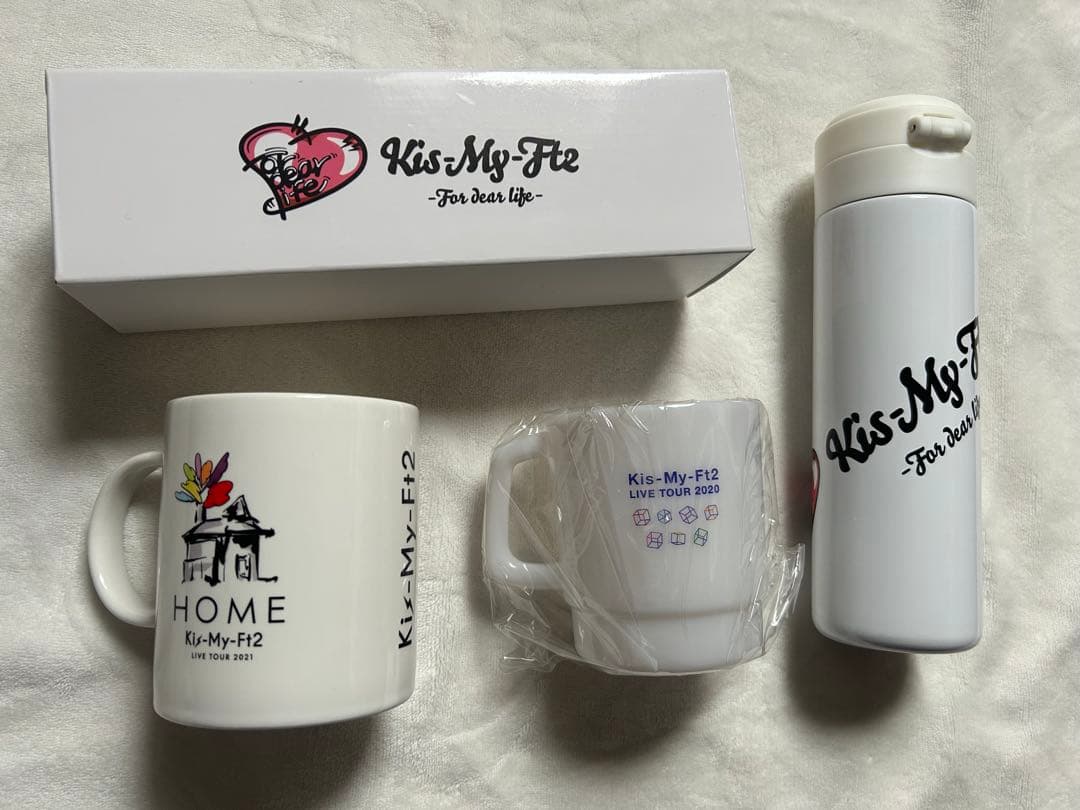 For
dear
life
Kis-My-Ft2
-For dear life-
HOME
Kis-My-Ft2
LIVE TOUR 2021
Kis-My-Ft2
Kis-My-Ft2
LIVE TOUR 2020
Kis-My-F
-For dear li